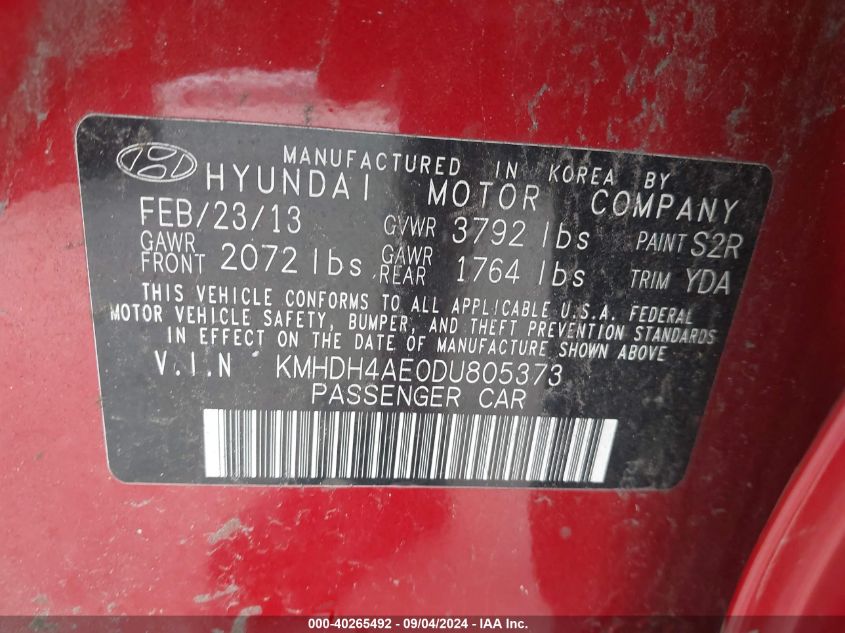 MANUFACTURED IN KOREA BY
HYUNDAI MOTOR COMPANY
FEB/23/13 GVWR 3792 lbs PAINT S2R
GAWR FRONT 2072 lbs GAWR REAR 1764 lbs TRIM YDA
THIS VEHICLE CONFORMS TO ALL APPLICABLE U.S.A. FEDERAL
MOTOR VEHICLE SAFETY, BUMPER, AND THEFT PREVENTION STANDARDS
IN EFFECT ON THE DATE OF MANUFACTURE SHOWN ABOVE
V.I.N KMHDH4AE0DU805373
PASSENGER CAR
000-40265492 - 09/04/2024 - IAA Inc.